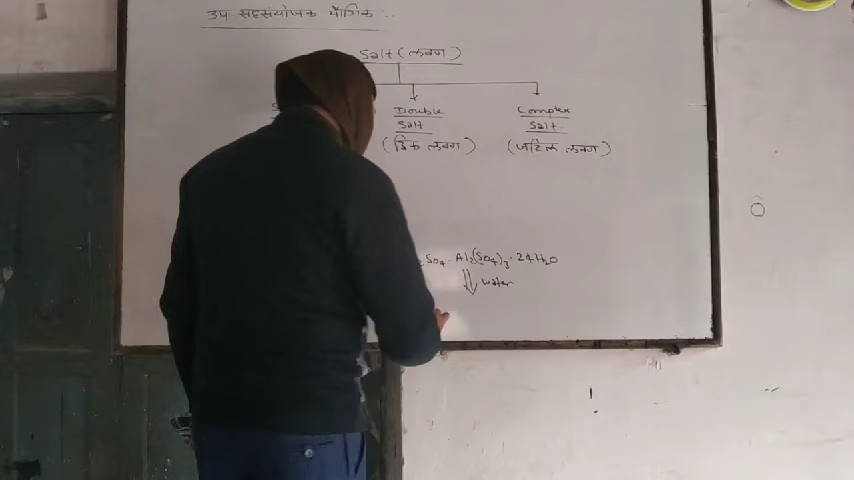 उप सहसंयोजक यौगिक :.
Salt (लवण)
Double
Salt
(द्विक लवण)
Complex
Salt
(जटिल लवण)
SO₄ Al₂(SO₄)₃·24H₂O
Water